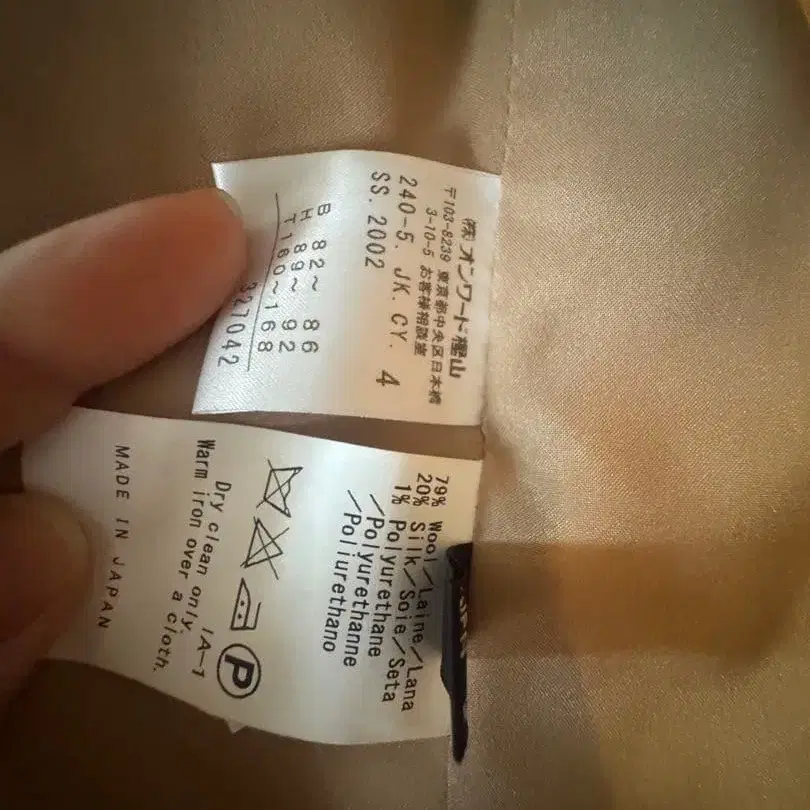 (株)オンワード樫山
〒103-8239 東京都中央区日本橋
3-10-5 お客様相談室
240-5. JK. CY. 4
SS. 2002
B 82～ 86
H 89～ 92
T 160～168
327042
79% Wool/Laine/Lana
20% Silk/Soie/Seta
1% Polyurethane
/Polyurethanne
/Poliurethano
P
Dry clean only. IA-1
Warm iron over a cloth.
MADE IN JAPAN